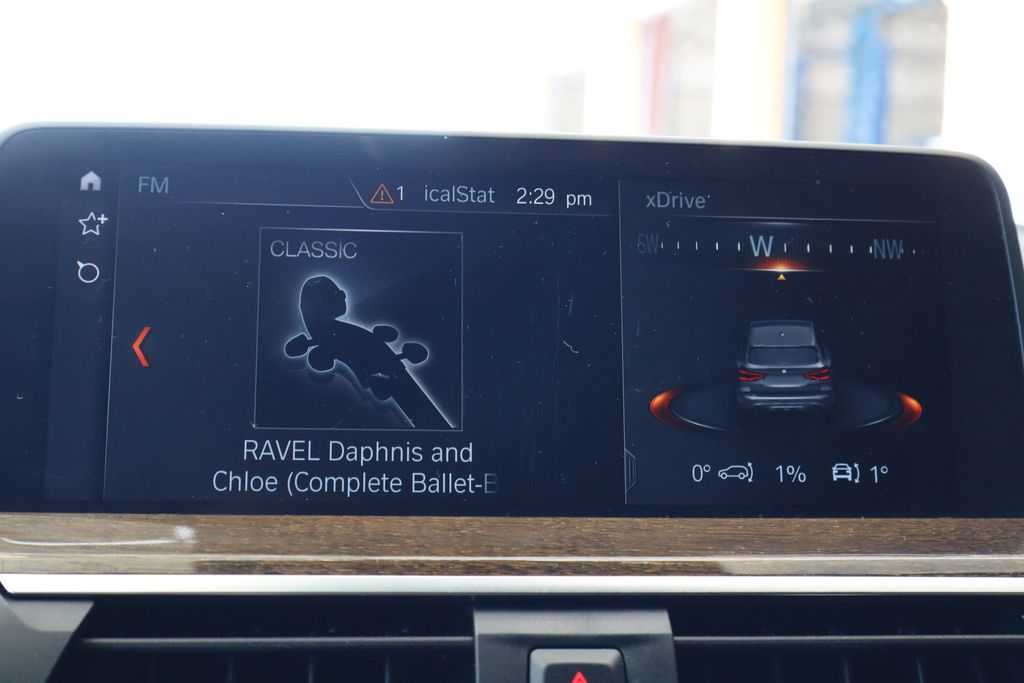 FM
1 icalStat 2:29 pm
CLASSIC
RAVEL Daphnis and
Chloe (Complete Ballet-B
xDrive
SW W NW
0° 1% 1°